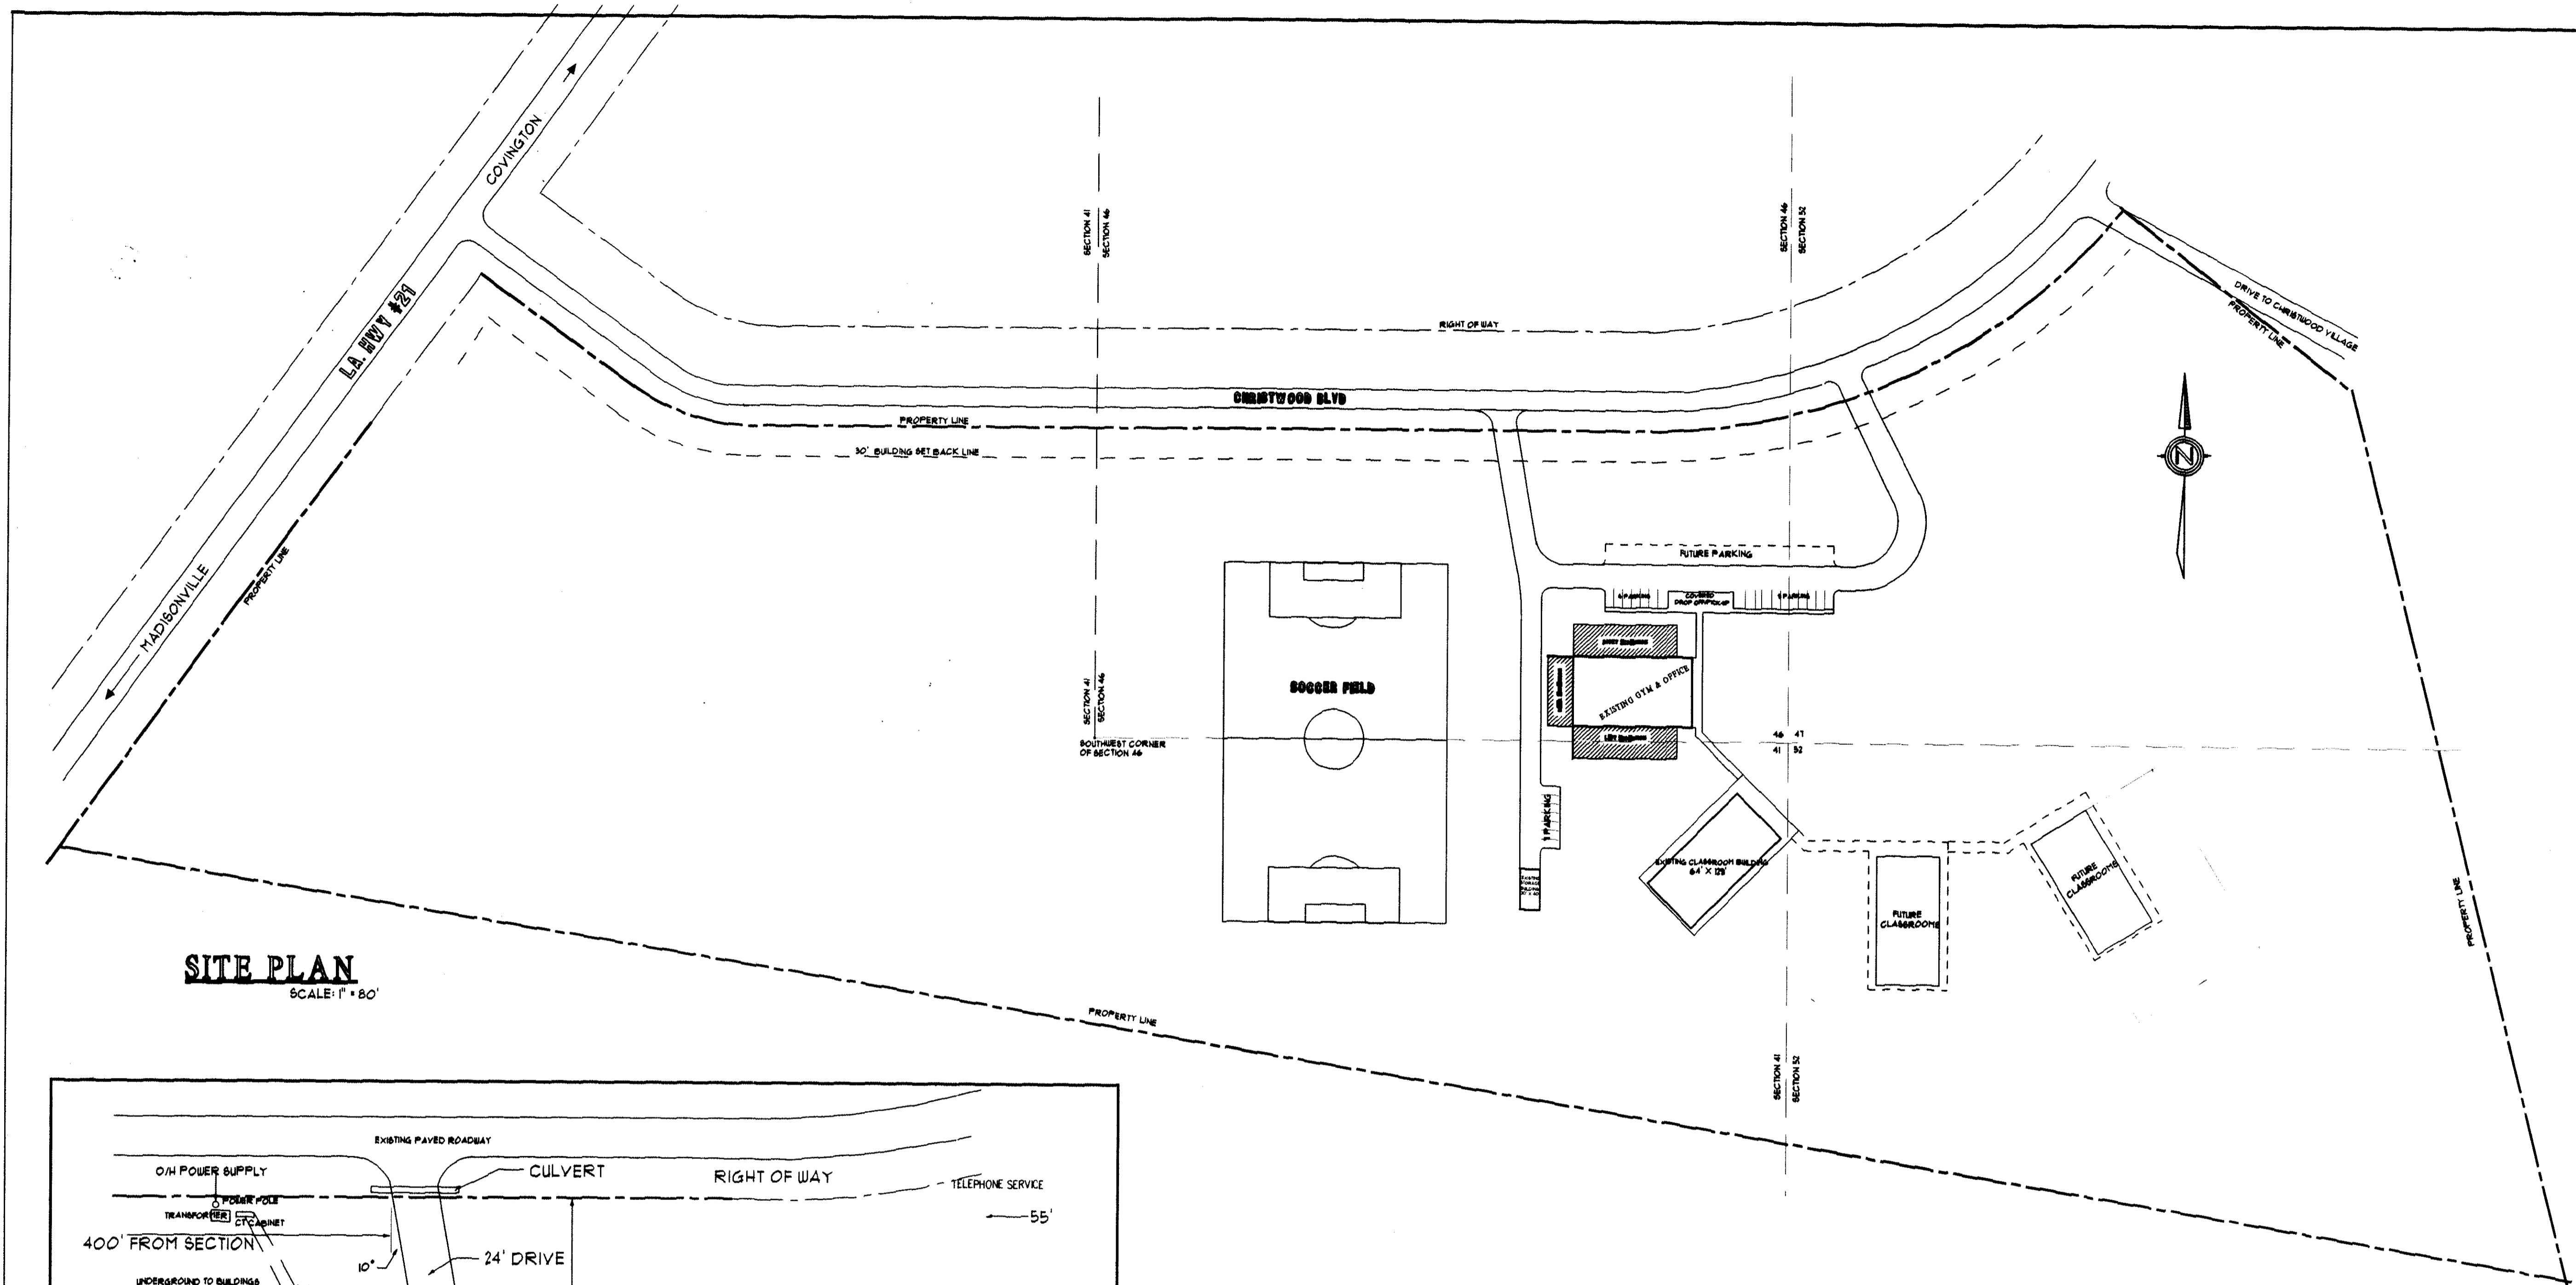 COVINGTON
SECTION 41
SECTION 46
SECTION 46
SECTION 52
LA. HWY #21
RIGHT OF WAY
DRIVE TO CHRISTWOOD VILLAGE
PROPERTY LINE
CHRISTWOOD BLVD
PROPERTY LINE
30' BUILDING SET BACK LINE
N
MADISONVILLE
PROPERTY LINE
FUTURE PARKING
PARKING
COVERED
DROP OFF/PICKUP
PARKING
EXISTING GYM & OFFICE
SOCCER FIELD
SECTION 41
SECTION 46
SOUTHWEST CORNER
OF SECTION 46
46 47
41 52
PARKING
EXISTING CLASSROOM BUILDING
EXISTING
STORAGE
BUILDING
FUTURE
CLASSROOMS
FUTURE
CLASSROOMS
PROPERTY LINE
SITE PLAN
SCALE: 1" = 80'
PROPERTY LINE
SECTION 41
SECTION 52
EXISTING PAVED ROADWAY
O/H POWER SUPPLY
CULVERT
RIGHT OF WAY
TELEPHONE SERVICE
POWER POLE
TRANSFORMER
CT CABINET
55'
400' FROM SECTION
24' DRIVE
10°
UNDERGROUND TO BUILDINGS